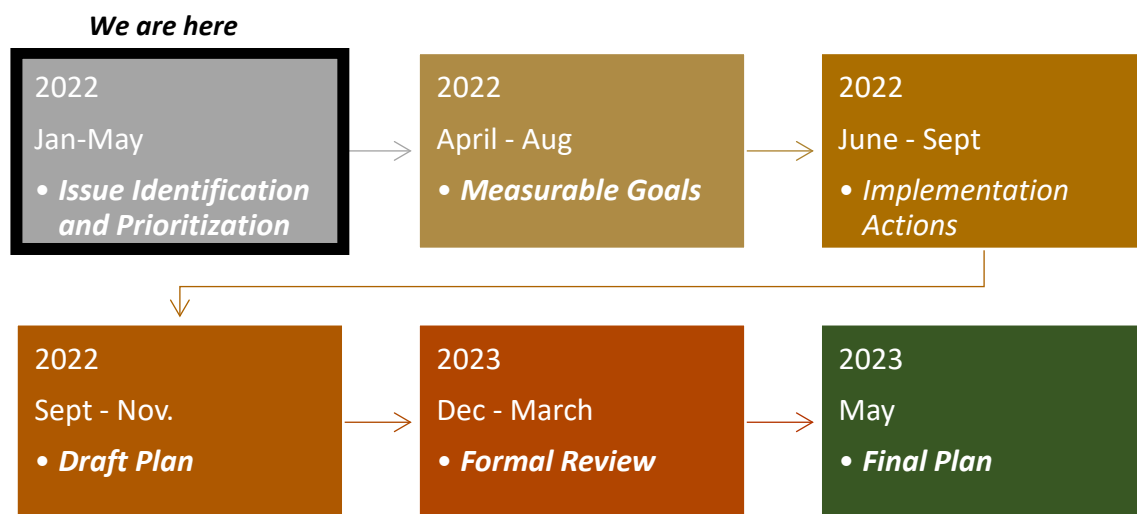 We are here
2022
Jan-May
• Issue Identification
and Prioritization
2022
April - Aug
• Measurable Goals
2022
June - Sept
• Implementation
Actions
2022
Sept - Nov.
• Draft Plan
2023
Dec - March
• Formal Review
2023
May
• Final Plan